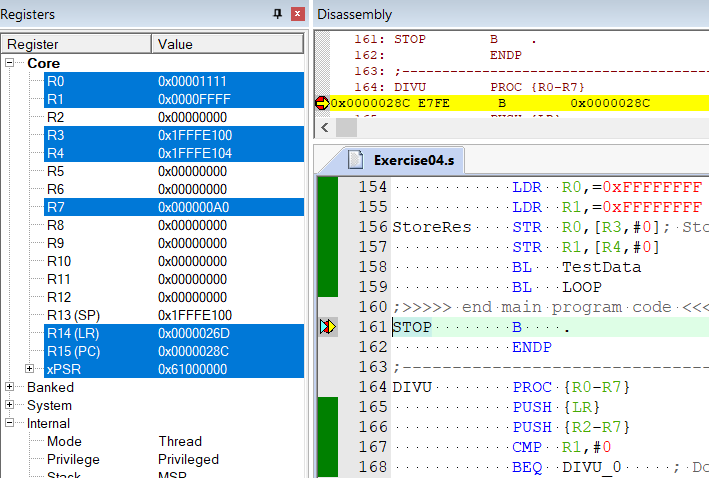 Registers
Register Value
Core
R0 0x00001111
R1 0x0000FFFF
R2 0x00000000
R3 0x1FFFE100
R4 0x1FFFE104
R5 0x00000000
R6 0x00000000
R7 0x000000A0
R8 0x00000000
R9 0x00000000
R10 0x00000000
R11 0x00000000
R12 0x00000000
R13 (SP) 0x1FFFE100
R14 (LR) 0x0000026D
R15 (PC) 0x0000028C
xPSR 0x61000000
Banked
System
Internal
Mode Thread
Privilege Privileged
Stack MSP
Disassembly
161: STOP B .
162: ENDP
163: ;------------------------------------
164: DIVU PROC {R0-R7}
0x0000028C E7FE B 0x0000028C
165: PUSH {LR}
Exercise04.s
154 LDR R0,=0xFFFFFFFF
155 LDR R1,=0xFFFFFFFF
156 StoreRes STR R0,[R3,#0]; Sto
157 STR R1,[R4,#0]
158 BL TestData
159 BL LOOP
160 ;>>>>> end main program code <<<
161 STOP B .
162 ENDP
163 ;------------------------------------
164 DIVU PROC {R0-R7}
165 PUSH {LR}
166 PUSH {R2-R7}
167 CMP R1,#0
168 BEQ DIVU_0 ; Do